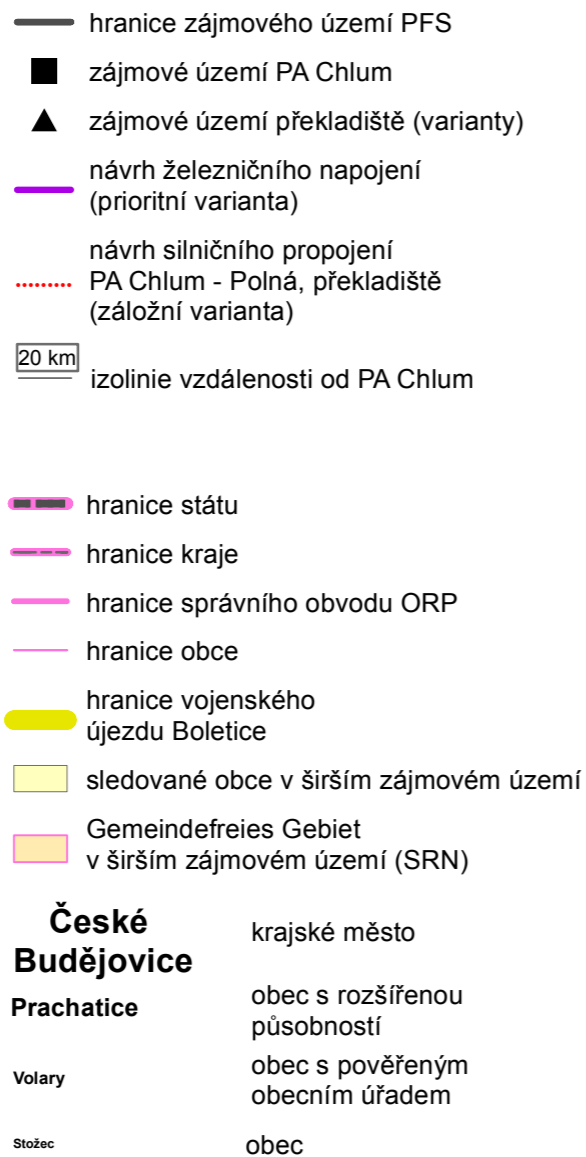 hranice zájmového území PFS
zájmové území PA Chlum
zájmové území překladiště (varianty)
návrh železničního napojení
(prioritní varianta)
návrh silničního propojení
PA Chlum - Polná, překladiště
(záložní varianta)
20 km
izolinie vzdálenosti od PA Chlum
hranice státu
hranice kraje
hranice správního obvodu ORP
hranice obce
hranice vojenského
újezdu Boletice
sledované obce v širším zájmovém území
Gemeindefreies Gebiet
v širším zájmovém území (SRN)
České
Budějovice
krajské město
Prachatice
obec s rozšířenou
působností
Volary
obec s pověřeným
obecním úřadem
Stožec
obec